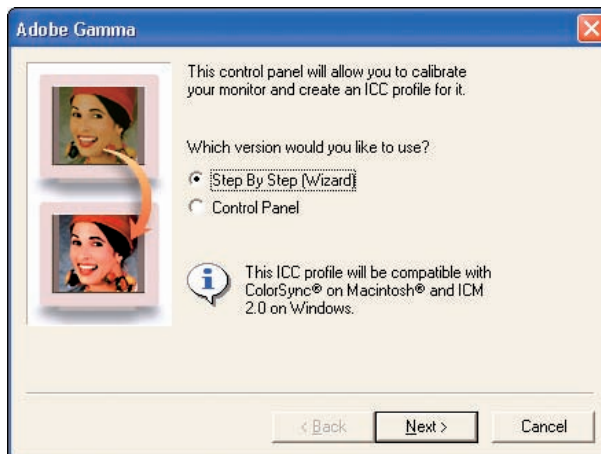 Adobe Gamma
This control panel will allow you to calibrate
your monitor and create an ICC profile for it.
Which version would you like to use?
Step By Step (Wizard)
Control Panel
This ICC profile will be compatible with
ColorSync® on Macintosh® and ICM
2.0 on Windows.
< Back
Next >
Cancel